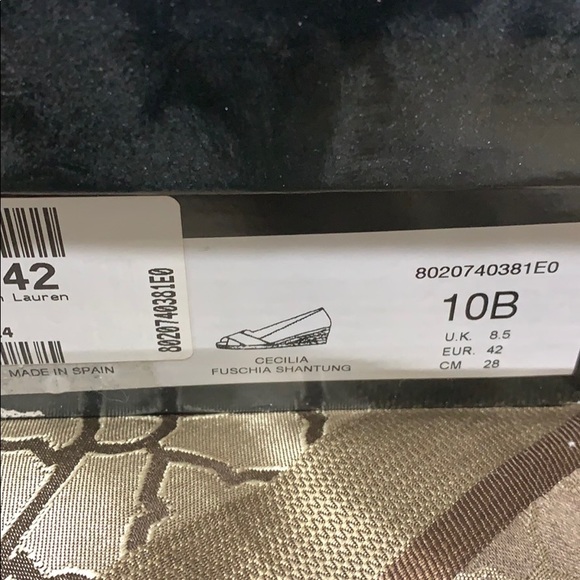 42
Lauren
4
MADE IN SPAIN
8020740381E0
CECILIA
FUSCHIA SHANTUNG
8020740381E0
10B
U.K. 8.5
EUR. 42
CM 28